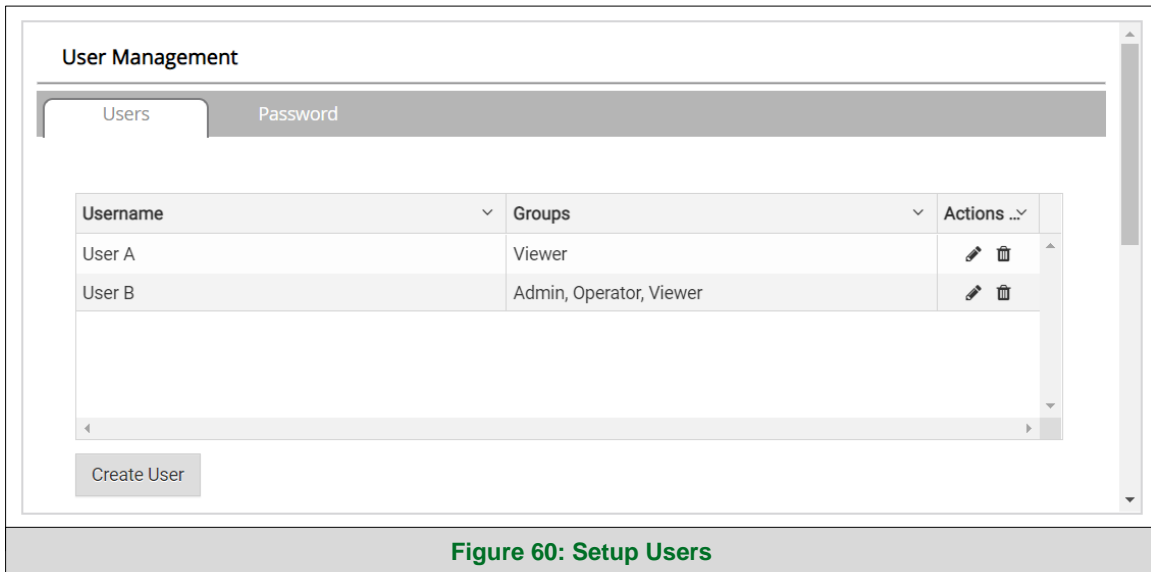 User Management
Users Password
Username Groups Actions ...
User A Viewer
User B Admin, Operator, Viewer
Create User
Figure 60: Setup Users